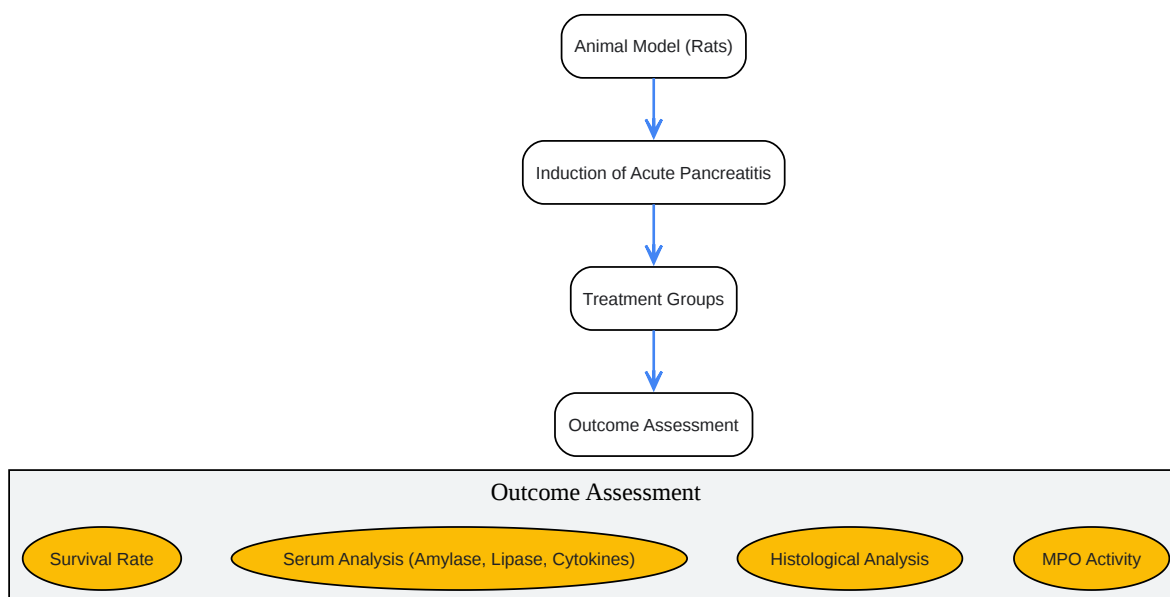 Animal Model (Rats)
Induction of Acute Pancreatitis
Treatment Groups
Outcome Assessment
Outcome Assessment
Survival Rate
Serum Analysis (Amylase, Lipase, Cytokines)
Histological Analysis
MPO Activity